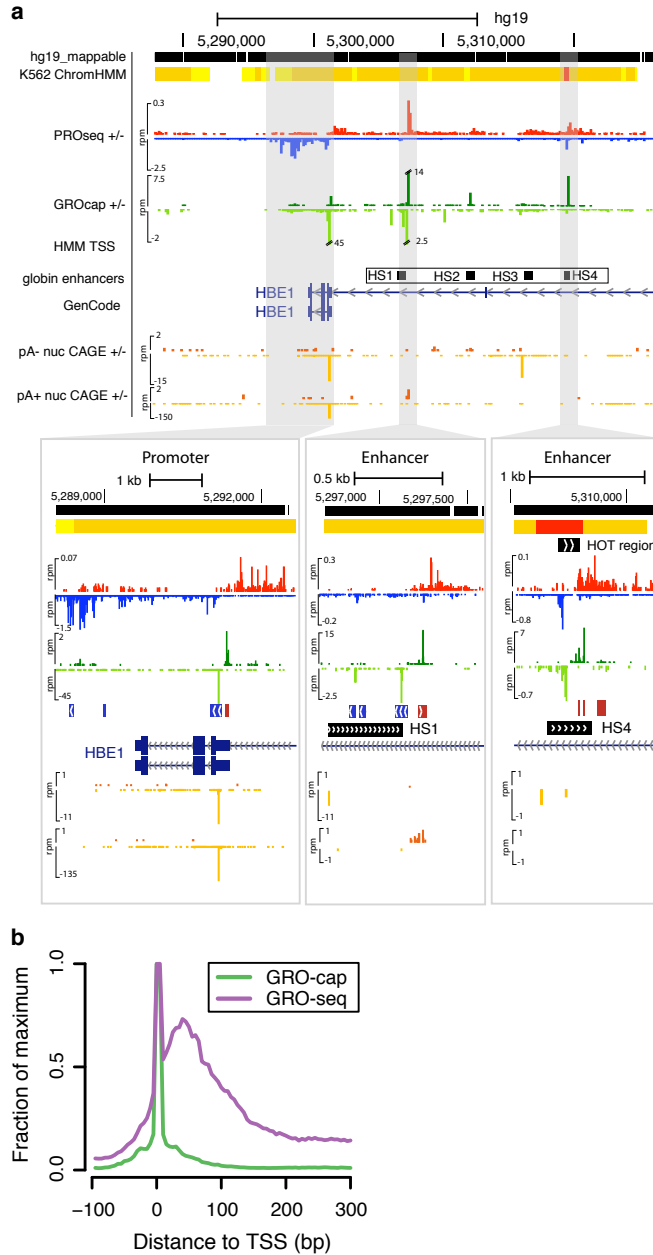 a
hg19
5,290,000 5,300,000 5,310,000
hg19_mappable
K562 ChromHMM
0.3
PROseq +/-
rpm
-2.5
7.5
14
GROcap +/-
rpm
-2
45
2.5
HMM TSS
globin enhancers
HS1 HS2 HS3 HS4
GenCode
HBE1
HBE1
2
pA- nuc CAGE +/-
rpm
-15
2
pA+ nuc CAGE +/-
rpm
-150
Promoter
1 kb
5,289,000 5,292,000
0.07
rpm
-1.5
2
rpm
-45
HBE1
1
rpm
-11
1
rpm
-135
Enhancer
0.5 kb
5,297,000 5,297,500
0.3
rpm
-0.2
15
rpm
-2.5
HS1
1
rpm
-11
1
rpm
-1
Enhancer
1 kb
5,310,000
HOT region
0.1
rpm
-0.8
7
rpm
-0.7
HS4
1
rpm
-1
1
rpm
-1
b
GRO-cap
GRO-seq
Fraction of maximum
1.0
0.5
0.0
−100 0 100 200 300
Distance to TSS (bp)